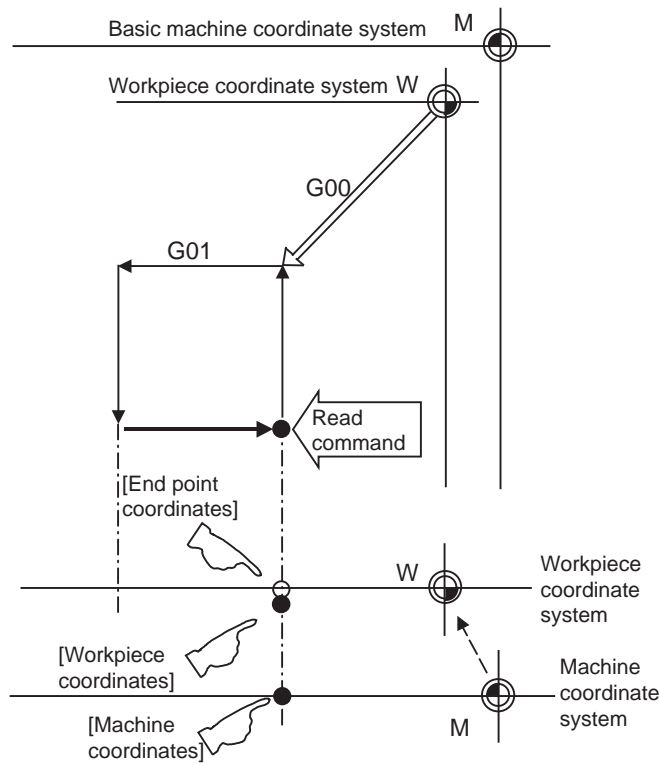 Basic machine coordinate system
M
Workpiece coordinate system W
G00
G01
Read
command
[End point
coordinates]
W
Workpiece
coordinate
system
[Workpiece
coordinates]
Machine
coordinate
system
M
[Machine
coordinates]